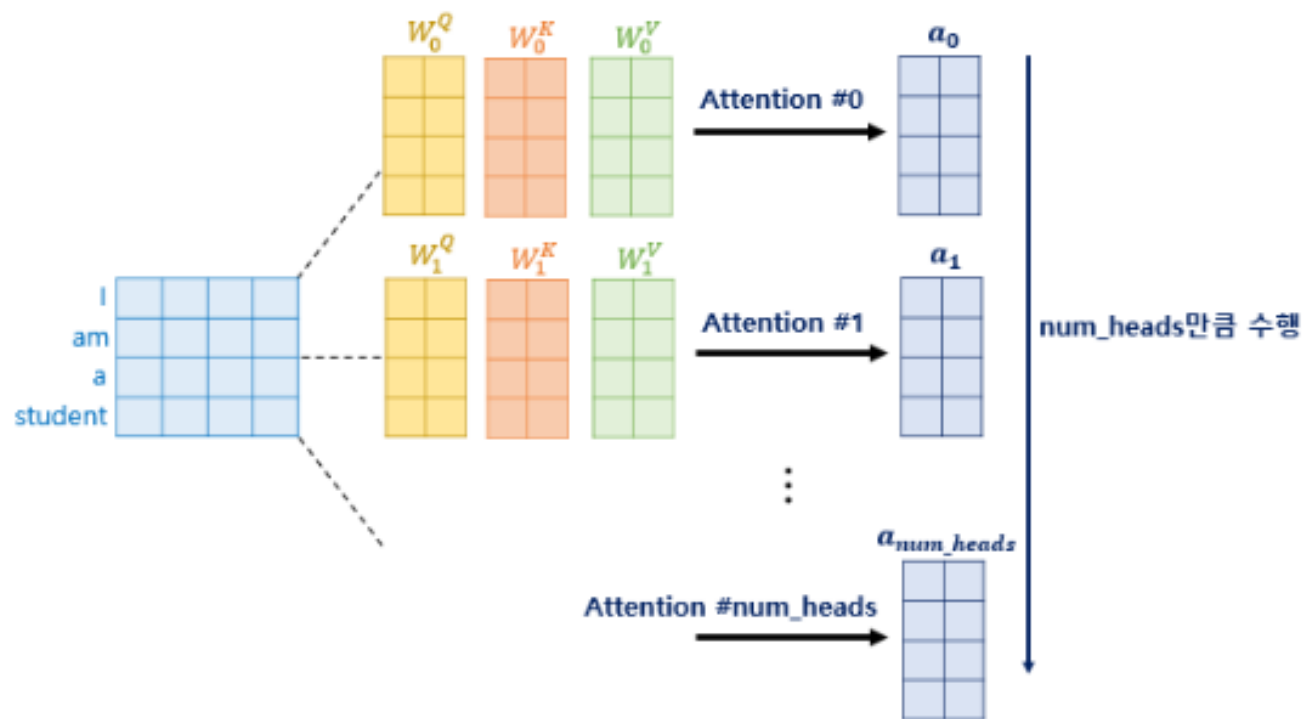 W_0^Q W_0^K W_0^V a_0
Attention #0
W_1^Q W_1^K W_1^V a_1
I
am
a
student
Attention #1
num_heads만큼 수행
⋮
a_num_heads
Attention #num_heads